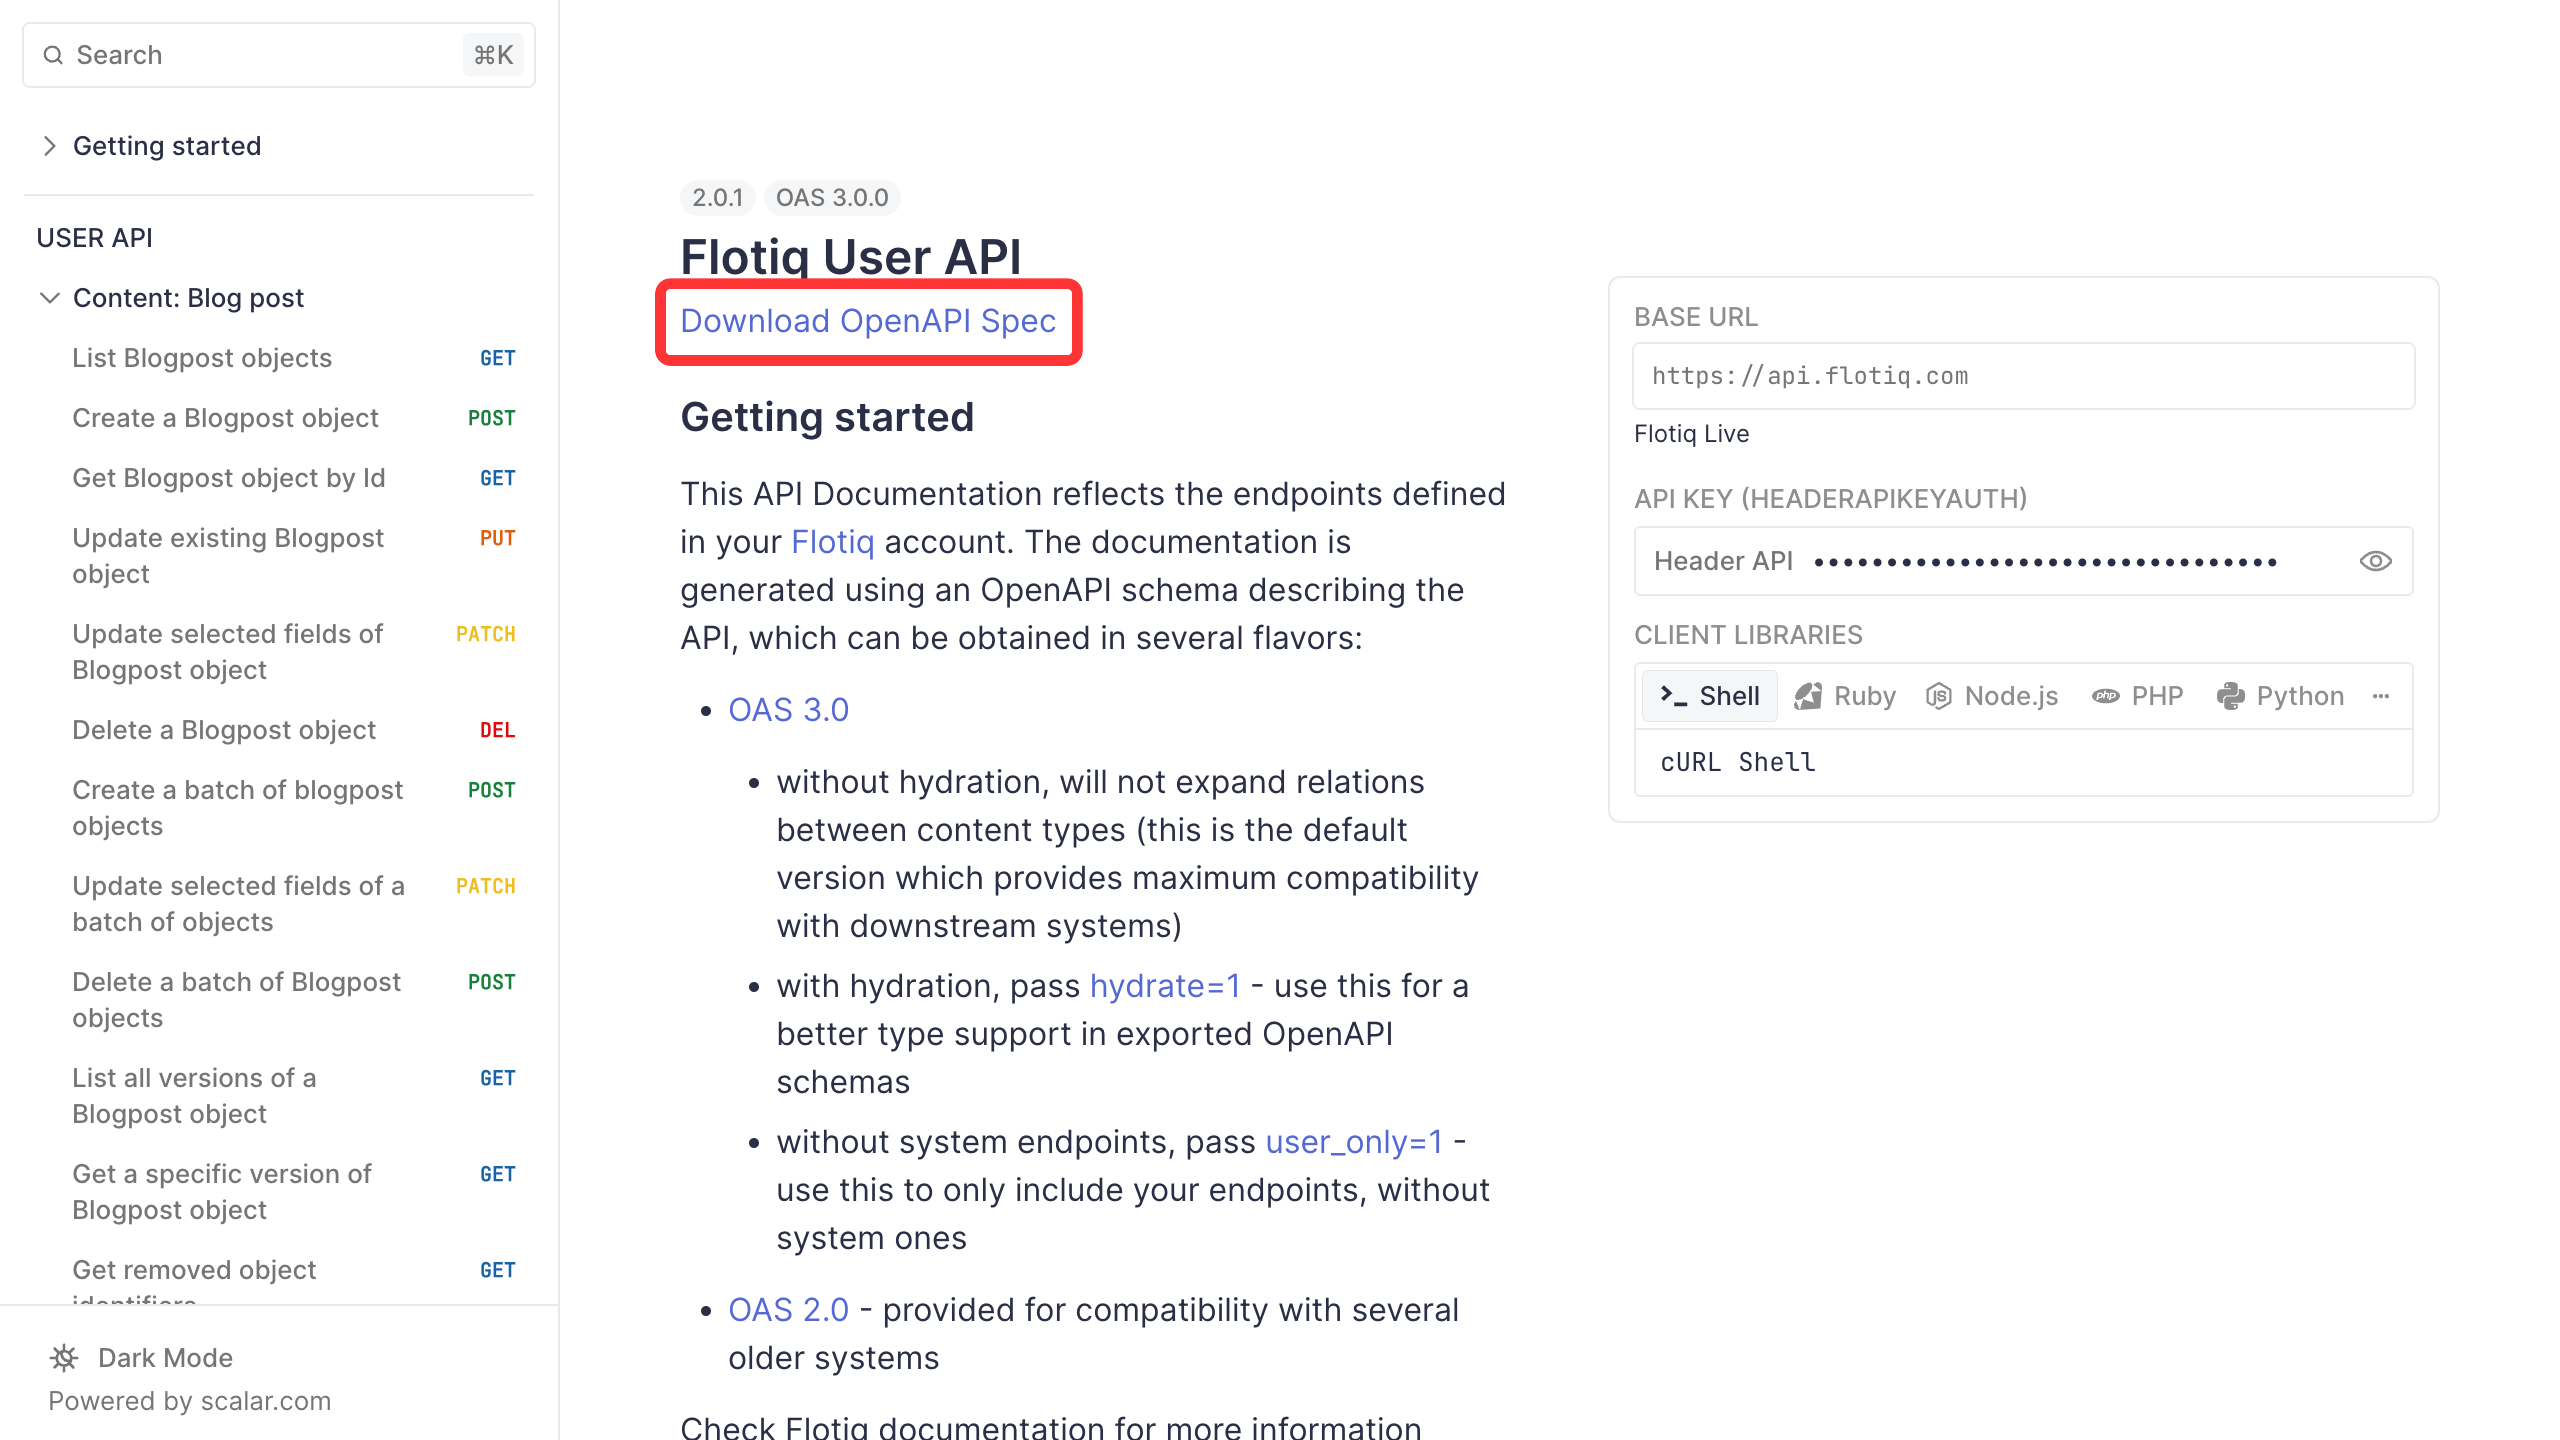 Search ⌘K
Getting started
USER API
Content: Blog post
List Blogpost objects GET
Create a Blogpost object POST
Get Blogpost object by Id GET
Update existing Blogpost PUT
object
Update selected fields of PATCH
Blogpost object
Delete a Blogpost object DEL
Create a batch of blogpost POST
objects
Update selected fields of a PATCH
batch of objects
Delete a batch of Blogpost POST
objects
List all versions of a GET
Blogpost object
Get a specific version of GET
Blogpost object
Get removed object GET
identifiers
Dark Mode
Powered by scalar.com
2.0.1 OAS 3.0.0
Flotiq User API
Download OpenAPI Spec
Getting started
This API Documentation reflects the endpoints defined
in your Flotiq account. The documentation is
generated using an OpenAPI schema describing the
API, which can be obtained in several flavors:
• OAS 3.0
• without hydration, will not expand relations
between content types (this is the default
version which provides maximum compatibility
with downstream systems)
• with hydration, pass hydrate=1 - use this for a
better type support in exported OpenAPI
schemas
• without system endpoints, pass user_only=1 -
use this to only include your endpoints, without
system ones
• OAS 2.0 - provided for compatibility with several
older systems
Check Flotiq documentation for more information
BASE URL
https://api.flotiq.com
Flotiq Live
API KEY (HEADERAPIKEYAUTH)
Header API ••••••••••••••••••••••••••••••••
CLIENT LIBRARIES
Shell Ruby Node.js PHP Python ...
cURL Shell